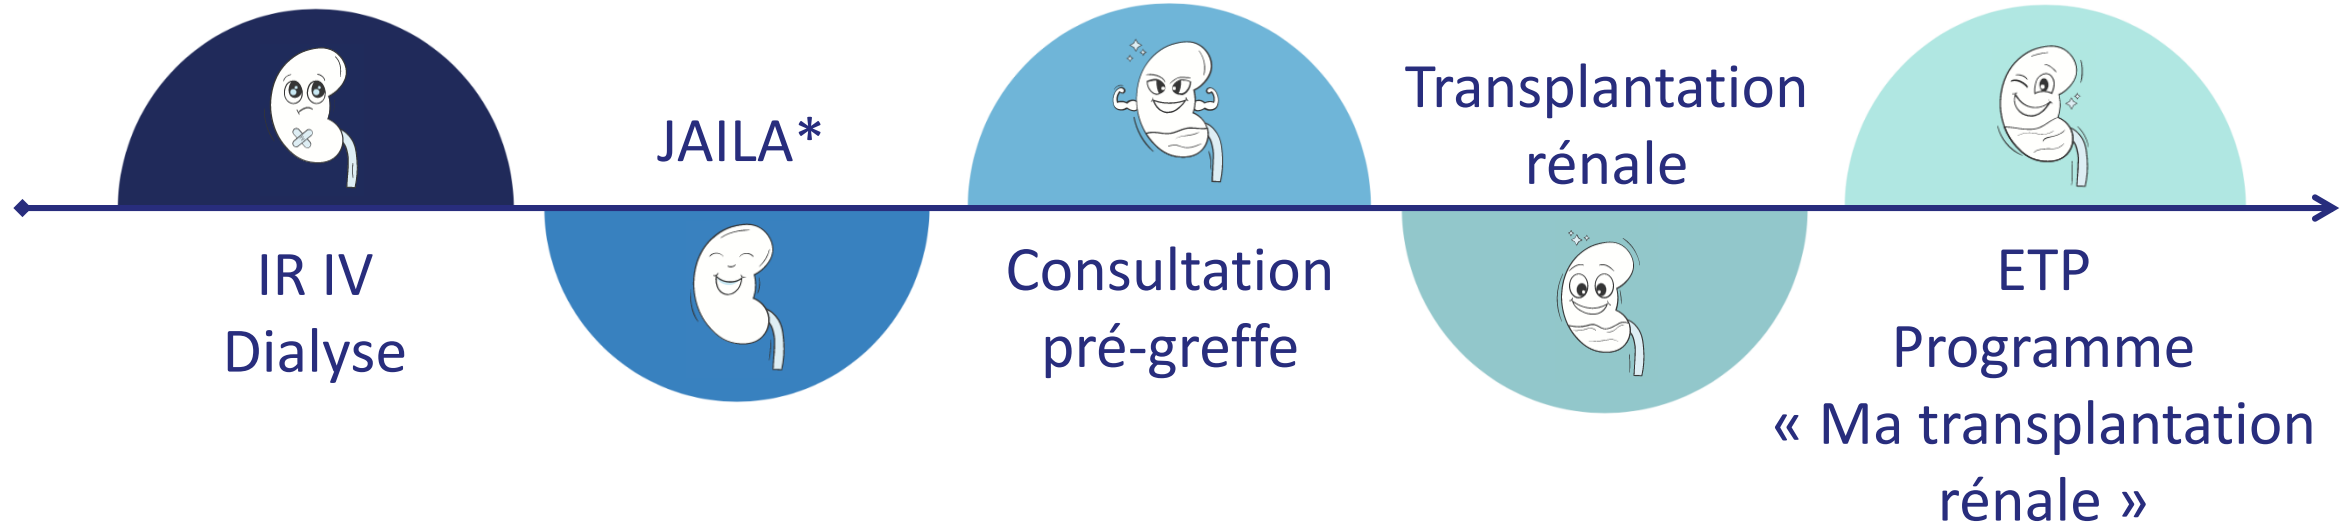 IR IV
Dialyse
JAILA*
Consultation
pré-greffe
Transplantation
rénale
ETP
Programme
« Ma transplantation
rénale »